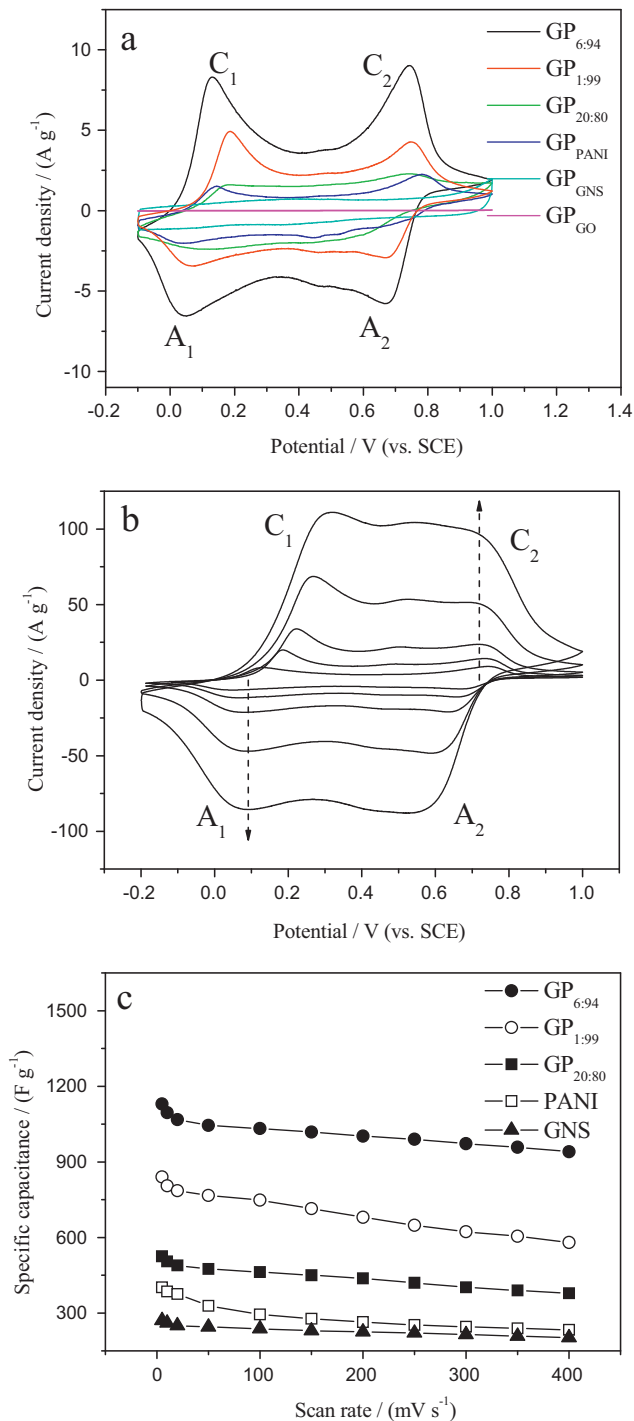 a
C1
C2
A1
A2
GP6:94
GP1:99
GP20:80
GPPANI
GPGNS
GPGO
10
5
0
-5
-10
Current density / (A g-1)
-0.2 0.0 0.2 0.4 0.6 0.8 1.0 1.2 1.4
Potential / V (vs. SCE)
b
C1
C2
A1
A2
100
50
0
-50
-100
Current density / (A g-1)
-0.2 0.0 0.2 0.4 0.6 0.8 1.0
Potential / V (vs. SCE)
c
GP6:94
GP1:99
GP20:80
PANI
GNS
1500
1200
900
600
300
Specific capacitance / (F g-1)
0 100 200 300 400
Scan rate / (mV s-1)